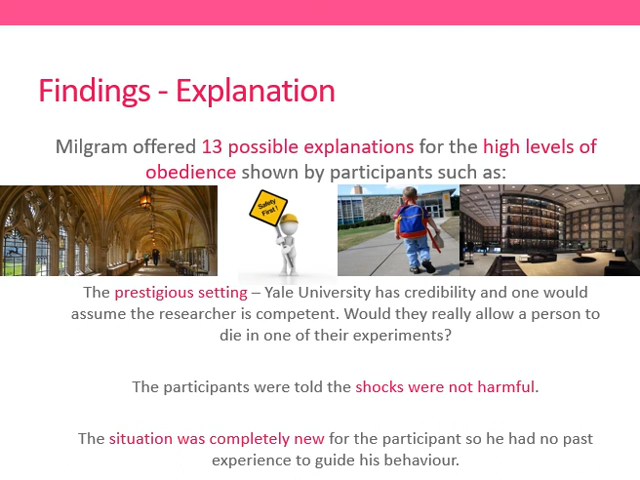 Findings - Explanation
Milgram offered 13 possible explanations for the high levels of
obedience shown by participants such as:
Safety
First !
The prestigious setting – Yale University has credibility and one would
assume the researcher is competent. Would they really allow a person to
die in one of their experiments?
The participants were told the shocks were not harmful.
The situation was completely new for the participant so he had no past
experience to guide his behaviour.